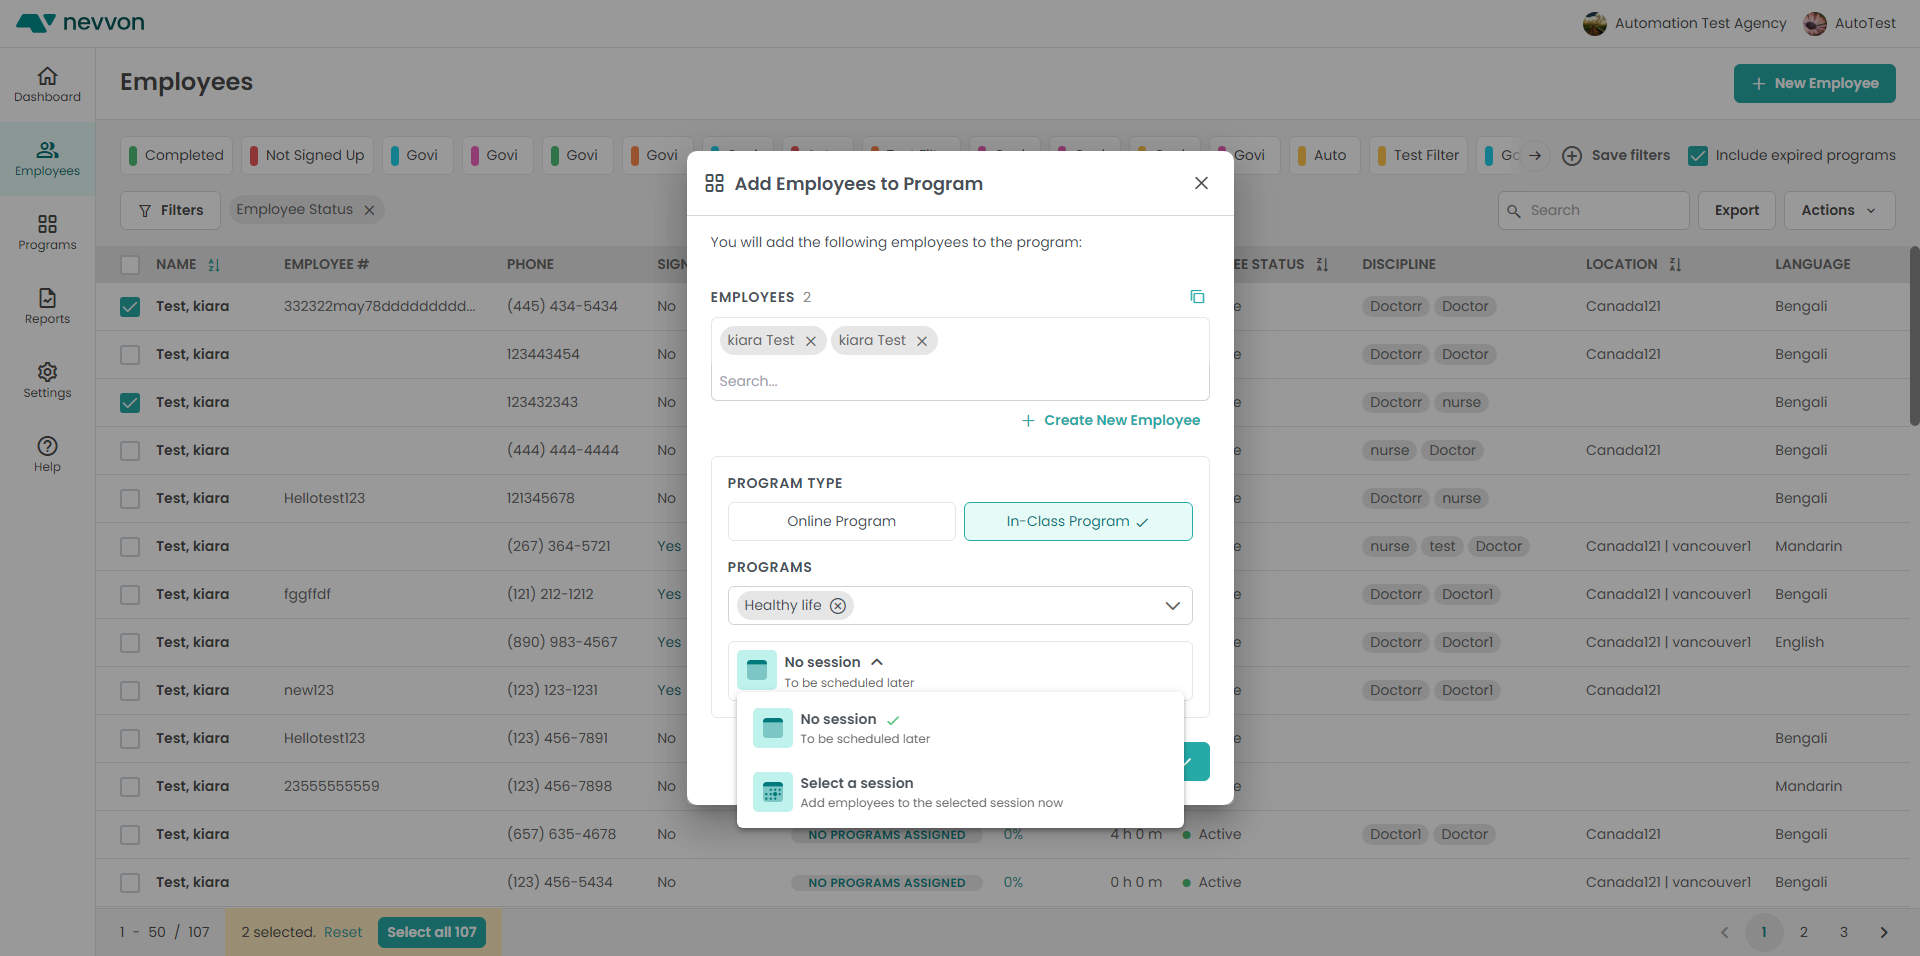 nevvon
Automation Test Agency
AutoTest
Dashboard
Employees
Programs
Reports
Settings
Help
Employees
New Employee
Completed
Not Signed Up
Govi
Govi
Govi
Govi
Govi
Auto
Test Filter
Save filters
Include expired programs
Filters
Employee Status
Search
Export
Actions
NAME EMPLOYEE # PHONE SIGN EE STATUS DISCIPLINE LOCATION LANGUAGE
Test, kiara 332322may78dddddddddd... (445) 434-5434 No Doctorr Doctor Canada121 Bengali
Test, kiara 123443454 No Doctorr Doctor Canada121 Bengali
Test, kiara 123432343 No Doctorr nurse Bengali
Test, kiara (444) 444-4444 No nurse Doctor Canada121 Bengali
Test, kiara Hellotest123 121345678 No Doctorr nurse Bengali
Test, kiara (267) 364-5721 Yes nurse test Doctor Canada121 | vancouver1 Mandarin
Test, kiara fggffdf (121) 212-1212 Yes Doctorr Doctor1 Canada121 | vancouver1 Bengali
Test, kiara (890) 983-4567 Yes Doctorr Doctor1 Canada121 | vancouver1 English
Test, kiara new123 (123) 123-1231 Yes Doctorr Doctor1 Canada121
Test, kiara Hellotest123 (123) 456-7891 No Bengali
Test, kiara 23555555559 (123) 456-7898 No Mandarin
Test, kiara (657) 635-4678 No NO PROGRAMS ASSIGNED 0% 4 h 0 m Active Doctor1 Doctor Canada121 Bengali
Test, kiara (123) 456-5434 No NO PROGRAMS ASSIGNED 0% 0 h 0 m Active Canada121 | vancouver1 Bengali
1 - 50 / 107
2 selected. Reset
Select all 107
1 2 3
Add Employees to Program
You will add the following employees to the program:
EMPLOYEES 2
kiara Test
kiara Test
Search...
Create New Employee
PROGRAM TYPE
Online Program
In-Class Program
PROGRAMS
Healthy life
No session
To be scheduled later
No session
To be scheduled later
Select a session
Add employees to the selected session now